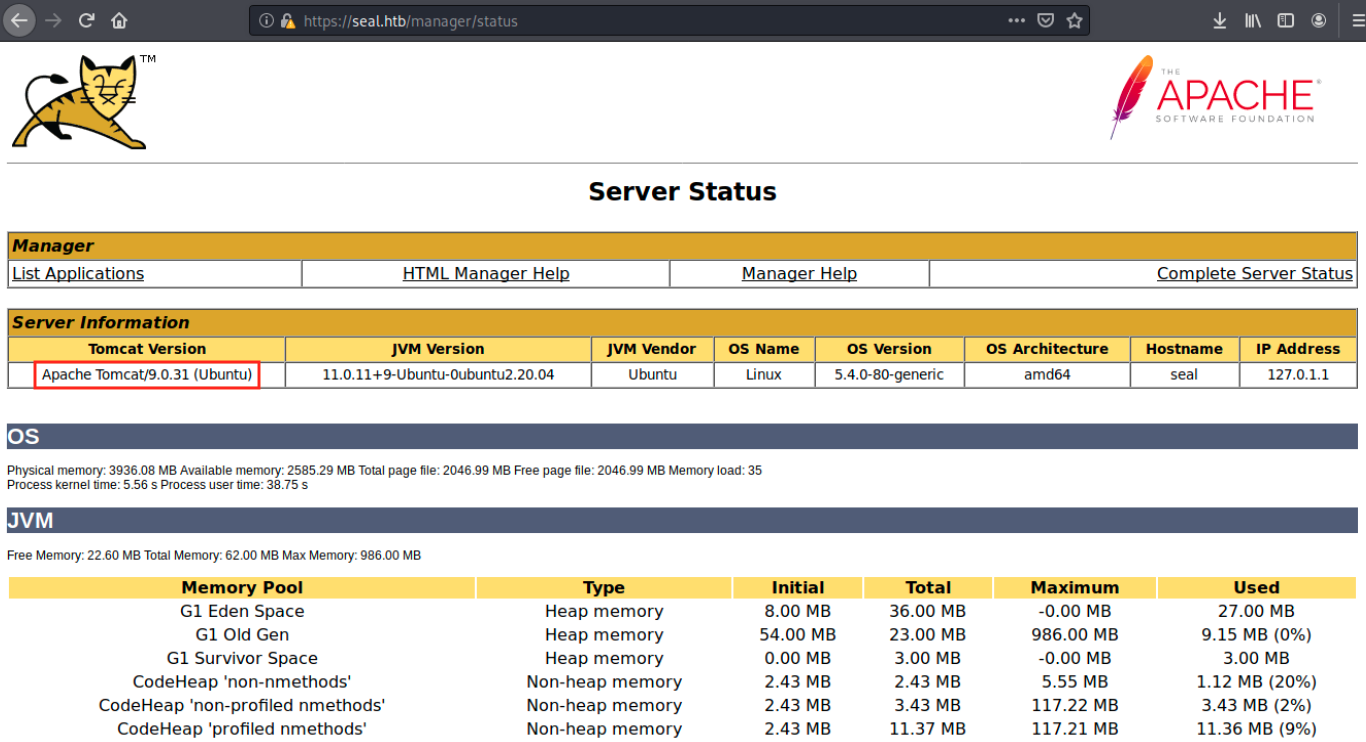 https://seal.htb/manager/status
TM
THE
APACHE®
SOFTWARE FOUNDATION
Server Status
Manager
List Applications HTML Manager Help Manager Help Complete Server Status
Server Information
Tomcat Version JVM Version JVM Vendor OS Name OS Version OS Architecture Hostname IP Address
Apache Tomcat/9.0.31 (Ubuntu) 11.0.11+9-Ubuntu-0ubuntu2.20.04 Ubuntu Linux 5.4.0-80-generic amd64 seal 127.0.1.1
OS
Physical memory: 3936.08 MB Available memory: 2585.29 MB Total page file: 2046.99 MB Free page file: 2046.99 MB Memory load: 35
Process kernel time: 5.56 s Process user time: 38.75 s
JVM
Free Memory: 22.60 MB Total Memory: 62.00 MB Max Memory: 986.00 MB
Memory Pool Type Initial Total Maximum Used
G1 Eden Space Heap memory 8.00 MB 36.00 MB -0.00 MB 27.00 MB
G1 Old Gen Heap memory 54.00 MB 23.00 MB 986.00 MB 9.15 MB (0%)
G1 Survivor Space Heap memory 0.00 MB 3.00 MB -0.00 MB 3.00 MB
CodeHeap 'non-nmethods' Non-heap memory 2.43 MB 2.43 MB 5.55 MB 1.12 MB (20%)
CodeHeap 'non-profiled nmethods' Non-heap memory 2.43 MB 3.43 MB 117.22 MB 3.43 MB (2%)
CodeHeap 'profiled nmethods' Non-heap memory 2.43 MB 11.37 MB 117.21 MB 11.36 MB (9%)